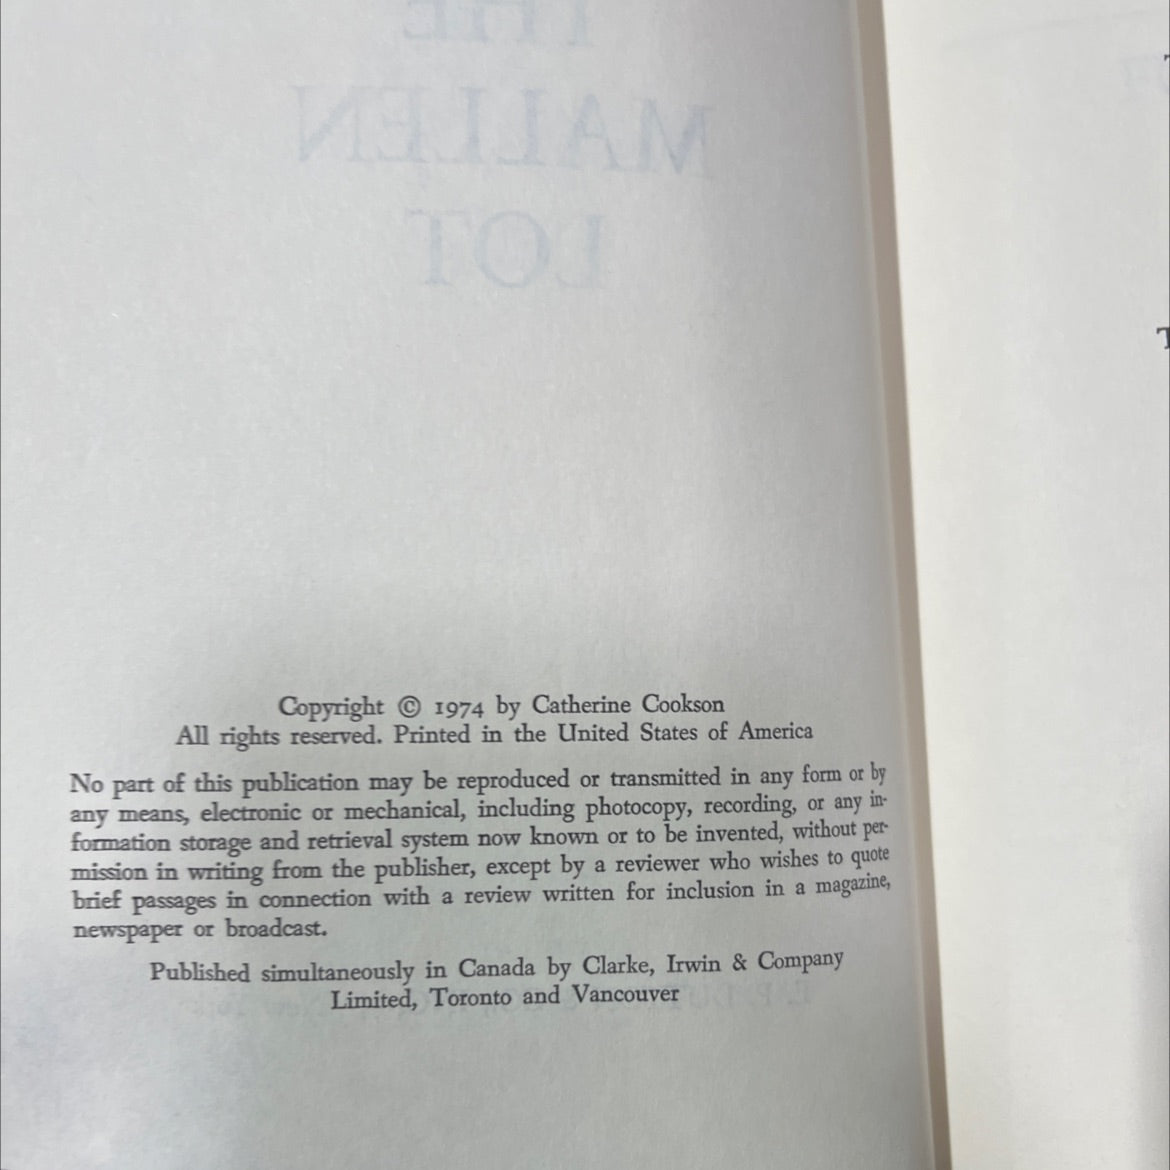 THE
MALLEN
LOT
Copyright © 1974 by Catherine Cookson
All rights reserved. Printed in the United States of America
No part of this publication may be reproduced or transmitted in any form or by
any means, electronic or mechanical, including photocopy, recording, or any in-
formation storage and retrieval system now known or to be invented, without per-
mission in writing from the publisher, except by a reviewer who wishes to quote
brief passages in connection with a review written for inclusion in a magazine,
newspaper or broadcast.
Published simultaneously in Canada by Clarke, Irwin & Company
Limited, Toronto and Vancouver